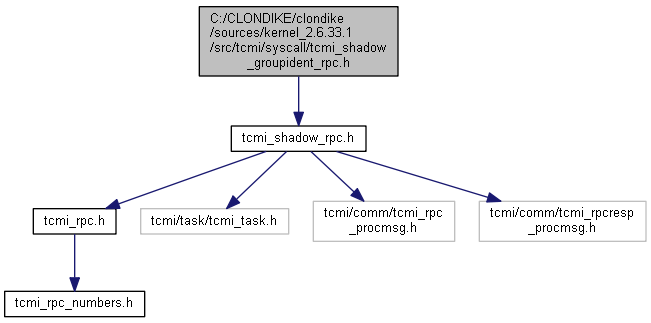 C:/CLONDIKE/clondike
/sources/kernel_2.6.33.1
/src/tcmi/syscall/tcmi_shadow
_groupident_rpc.h
tcmi_shadow_rpc.h
tcmi_rpc.h
tcmi/task/tcmi_task.h
tcmi/comm/tcmi_rpc
_procmsg.h
tcmi/comm/tcmi_rpcresp
_procmsg.h
tcmi_rpc_numbers.h